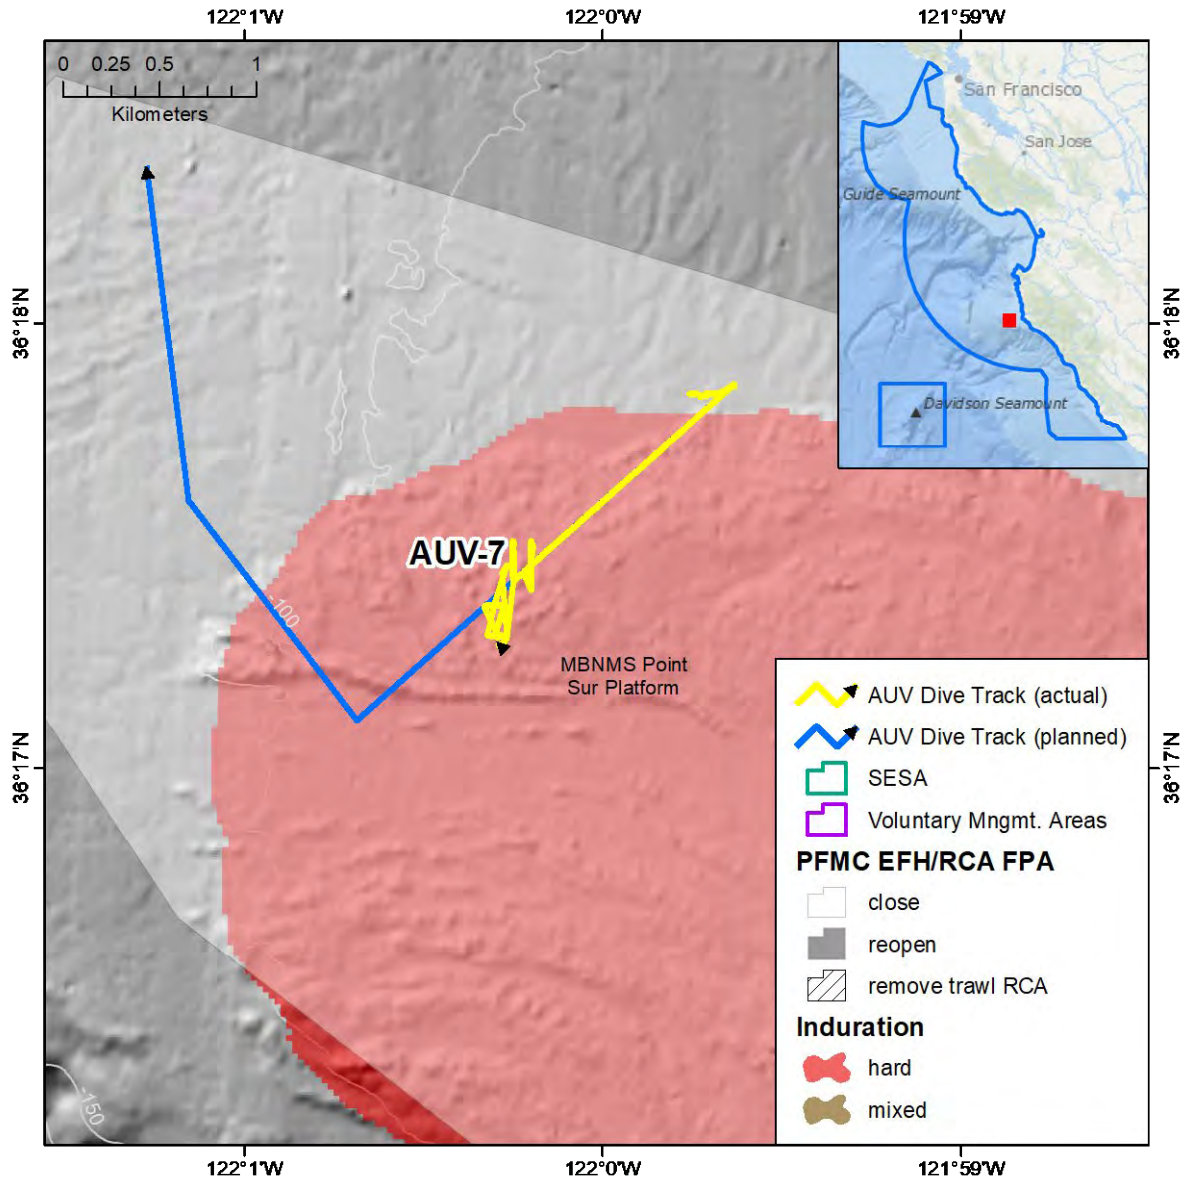 122°1'W 122°0'W 121°59'W
0 0.25 0.5 1
Kilometers
San Francisco
San Jose
Guide Seamount
Davidson Seamount
36°18'N 36°18'N
AUV-7
-100
MBNMS Point
Sur Platform
36°17'N 36°17'N
AUV Dive Track (actual)
AUV Dive Track (planned)
SESA
Voluntary Mngmt. Areas
PFMC EFH/RCA FPA
close
reopen
remove trawl RCA
Induration
hard
mixed
-150
122°1'W 122°0'W 121°59'W